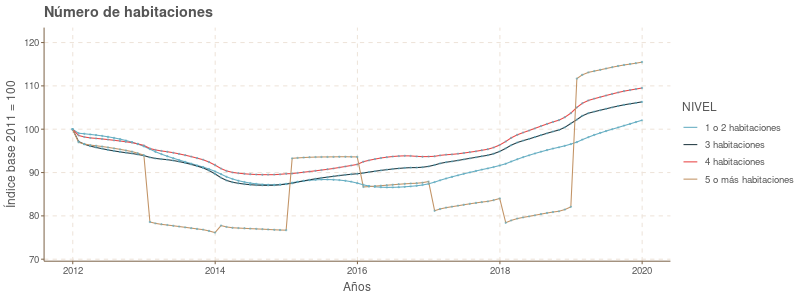 Número de habitaciones
Índice base 2011 = 100
120
110
100
90
80
70
2012
2014
2016
2018
2020
Años
NIVEL
1 o 2 habitaciones
3 habitaciones
4 habitaciones
5 o más habitaciones